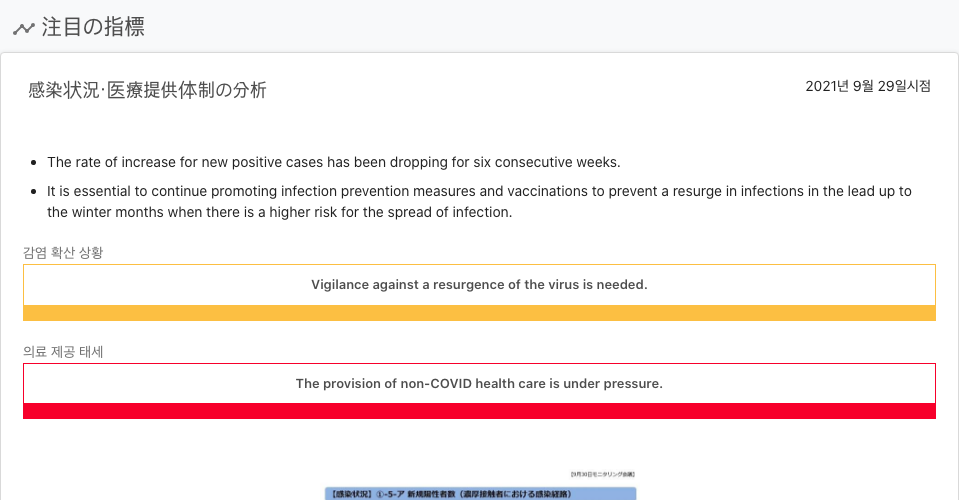 注目の指標
感染状況·医療提供体制の分析
2021년 9월 29일시점
The rate of increase for new positive cases has been dropping for six consecutive weeks.
It is essential to continue promoting infection prevention measures and vaccinations to prevent a resurge in infections in the lead up to
the winter months when there is a higher risk for the spread of infection.
감염 확산 상황
Vigilance against a resurgence of the virus is needed.
의료 제공 태세
The provision of non-COVID health care is under pressure.
【9月30日モニタリング会議】
【感染状況】①-5-ア 新規陽性者数（濃厚接触者における感染経路）